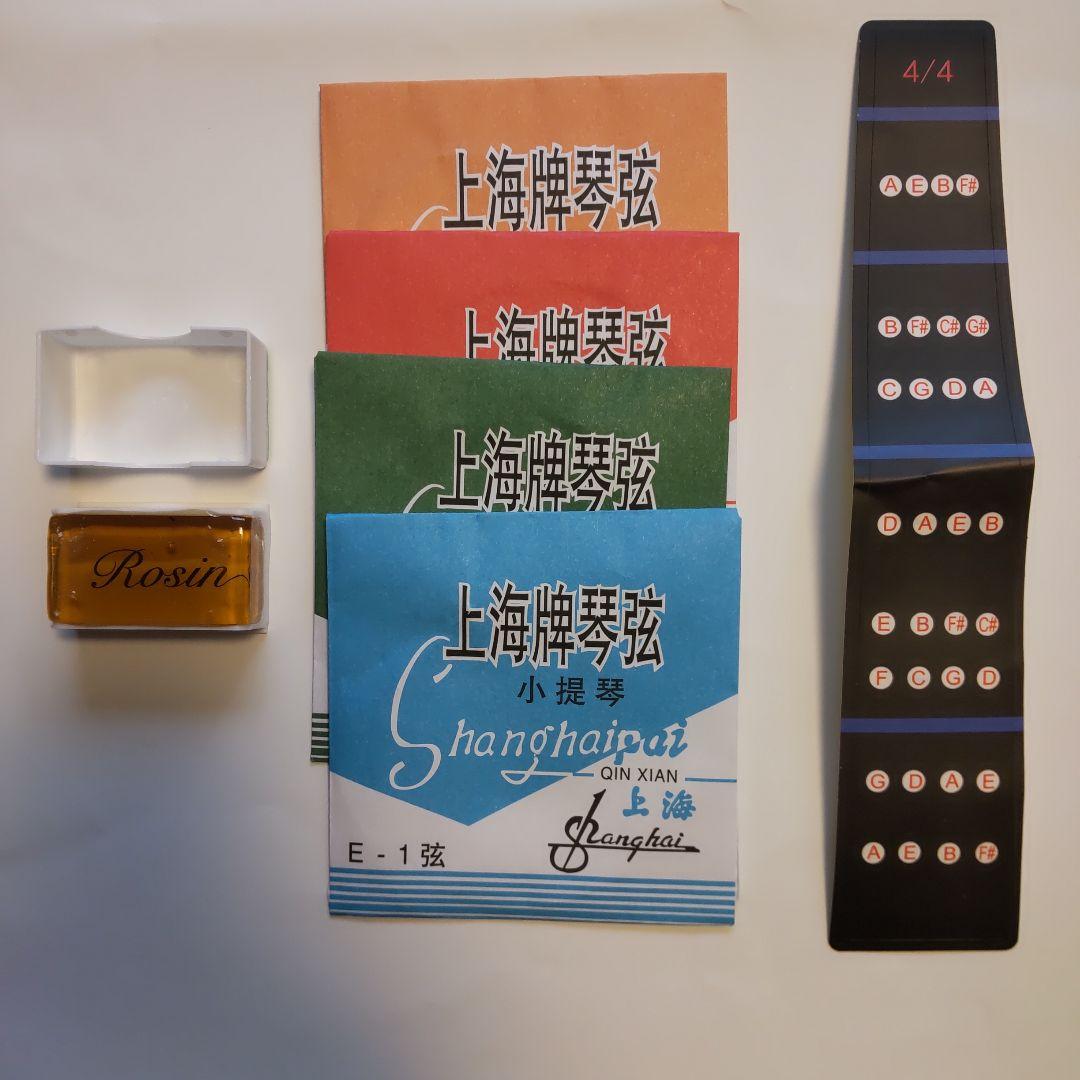 Rosin
上海牌琴弦
上海牌琴弦
上海牌琴弦
上海牌琴弦
小提琴
Shanghaipai
QIN XIAN
上海
Shanghai
E - 1 弦
4/4
A E B F#
B F# C# G#
C G D A
D A E B
E B F# C#
F C G D
G D A E
A E B F#